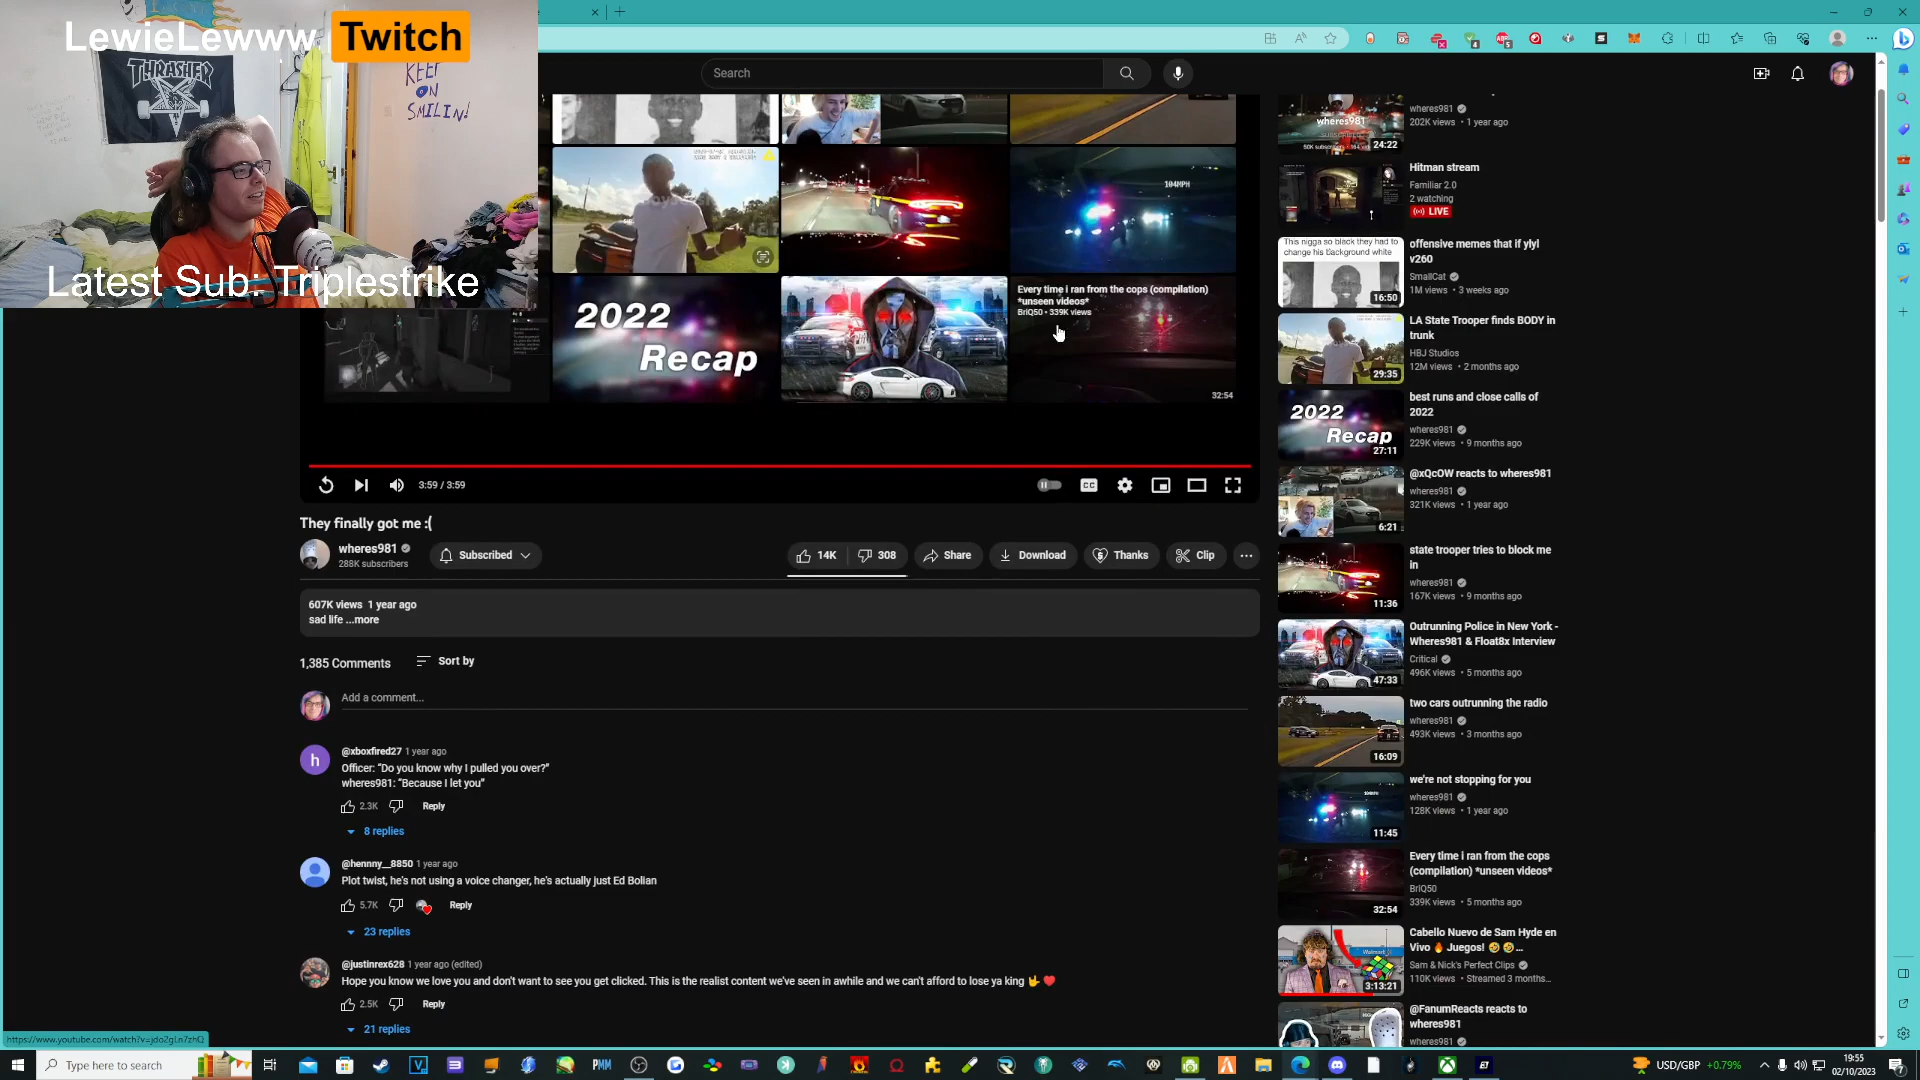 LewieLewww Twitch
THRASHER
KEEP
ON
SMILIN!
Latest Sub: Triplestrike
Search
104MPH
2022
Recap
Every time i ran from the cops (compilation)
*unseen videos*
BriQ50 • 339K views
32:54
3:59 / 3:59
CC
They finally got me :(
wheres981
288K subscribers
Subscribed
14K
308
Share
Download
Thanks
Clip
607K views 1 year ago
sad life ...more
1,385 Comments
Sort by
Add a comment...
h
@xboxfired27 1 year ago
Officer: “Do you know why I pulled you over?”
wheres981: “Because I let you”
2.3K
Reply
8 replies
@hennny__8850 1 year ago
Plot twist, he's not using a voice changer, he's actually just Ed Bolian
5.7K
Reply
23 replies
@justinrex628 1 year ago (edited)
Hope you know we love you and don't want to see you get clicked. This is the realist content we've seen in awhile and we can't afford to lose ya king 🤟 ❤️
2.5K
Reply
21 replies
wheres981
wheres981
202K views • 1 year ago
24:22
Hitman stream
Familiar 2.0
2 watching
LIVE
This nigga so black they had to
change his background white
16:50
offensive memes that if ylyl
v260
SmallCat
1M views • 3 weeks ago
29:35
LA State Trooper finds BODY in
trunk
HBJ Studios
12M views • 2 months ago
2022
Recap
27:11
best runs and close calls of
2022
wheres981
229K views • 9 months ago
6:21
@xQcOW reacts to wheres981
wheres981
321K views • 1 year ago
11:36
state trooper tries to block me
in
wheres981
167K views • 9 months ago
47:33
Outrunning Police in New York -
Wheres981 & Float8x Interview
Critical
496K views • 5 months ago
16:09
two cars outrunning the radio
wheres981
493K views • 3 months ago
11:45
we're not stopping for you
wheres981
128K views • 1 year ago
32:54
Every time i ran from the cops
(compilation) *unseen videos*
BriQ50
339K views • 5 months ago
Walmart
3:13:21
Cabello Nuevo de Sam Hyde en
Vivo 🔥 Juegos! 🤣 🤣 ...
Sam & Nick's Perfect Clips
110K views • Streamed 3 months...
@FanumReacts reacts to
wheres981
wheres981
https://www.youtube.com/watch?v=jdo2gLn7zhQ
Type here to search
PMM
USD/GBP +0.79%
19:55
02/10/2023